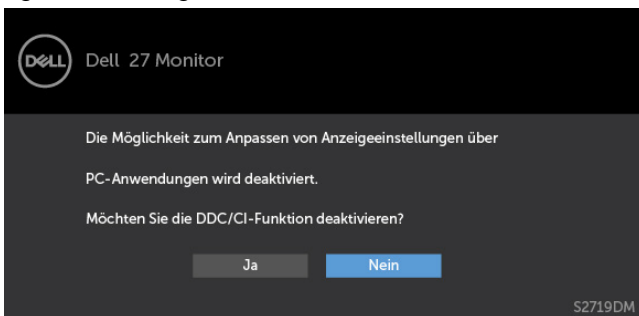 DELL
Dell 27 Monitor
Die Möglichkeit zum Anpassen von Anzeigeeinstellungen über
PC-Anwendungen wird deaktiviert.
Möchten Sie die DDC/CI-Funktion deaktivieren?
Ja Nein
S2719DM